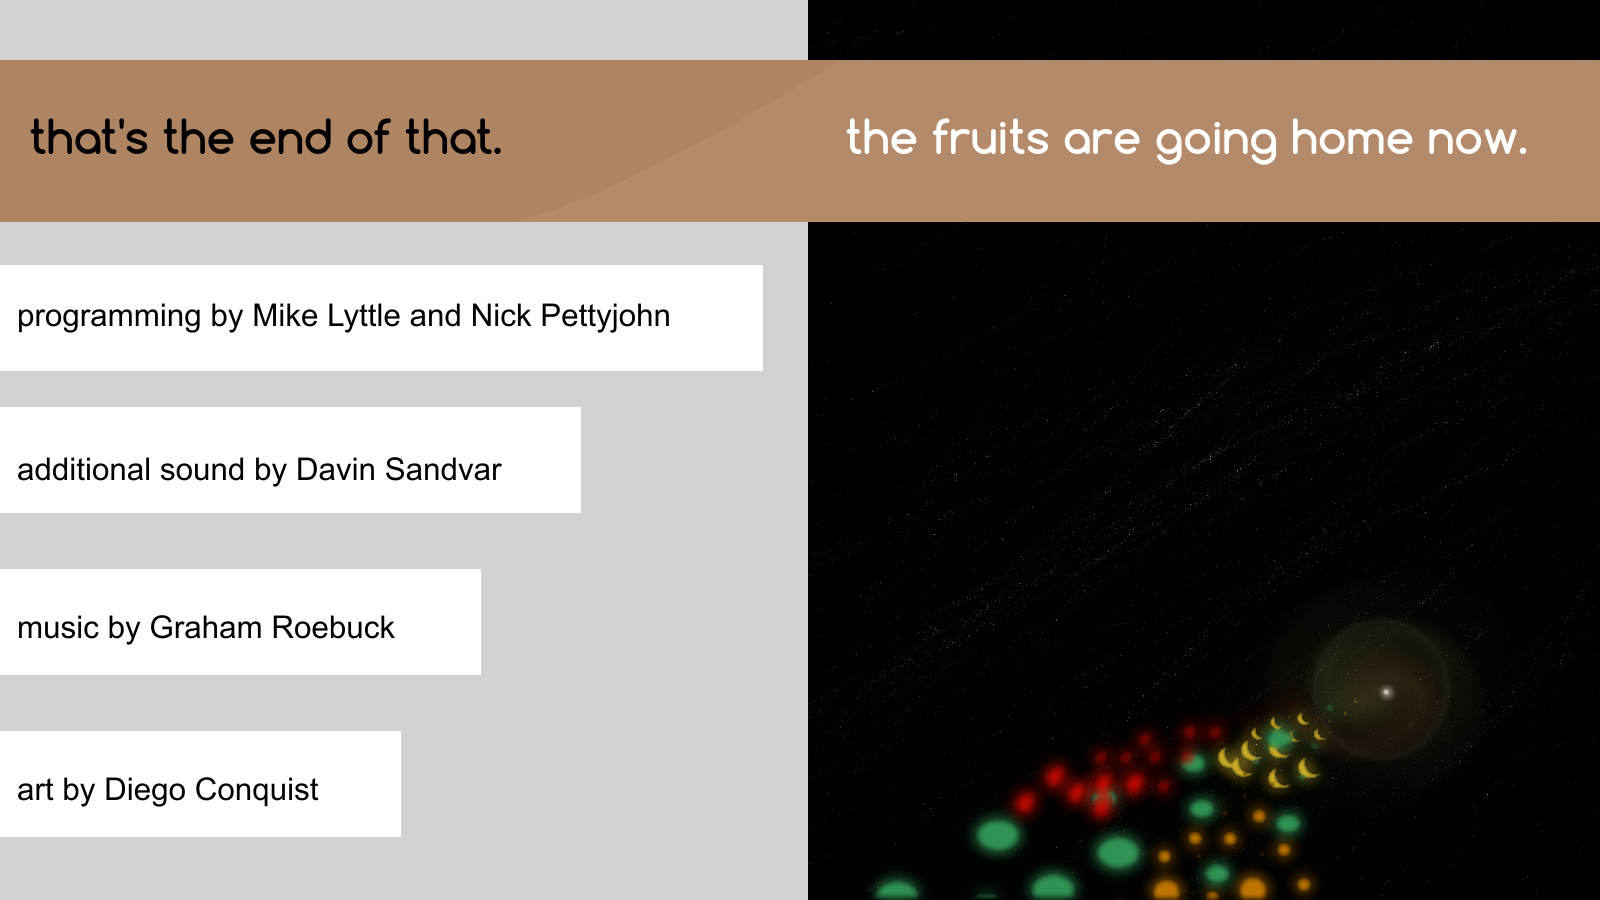 that's the end of that.
the fruits are going home now.
programming by Mike Lyttle and Nick Pettyjohn
additional sound by Davin Sandvar
music by Graham Roebuck
art by Diego Conquist